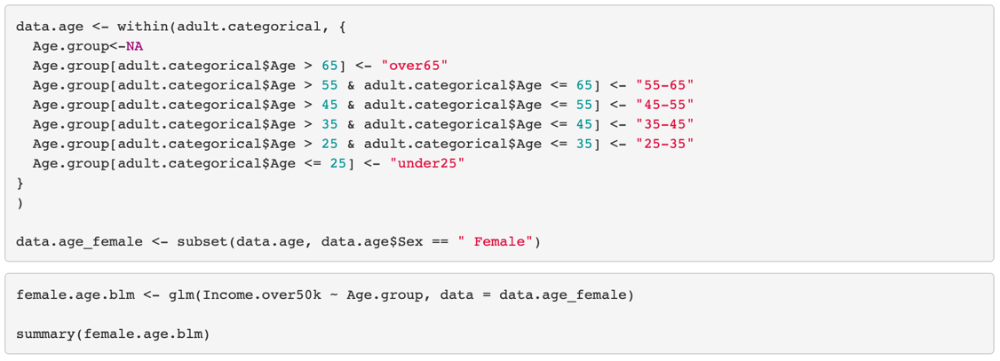 data.age <- within(adult.categorical, {
  Age.group<-NA
  Age.group[adult.categorical$Age > 65] <- "over65"
  Age.group[adult.categorical$Age > 55 & adult.categorical$Age <= 65] <- "55-65"
  Age.group[adult.categorical$Age > 45 & adult.categorical$Age <= 55] <- "45-55"
  Age.group[adult.categorical$Age > 35 & adult.categorical$Age <= 45] <- "35-45"
  Age.group[adult.categorical$Age > 25 & adult.categorical$Age <= 35] <- "25-35"
  Age.group[adult.categorical$Age <= 25] <- "under25"
}
)
data.age_female <- subset(data.age, data.age$Sex == " Female")
female.age.blm <- glm(Income.over50k ~ Age.group, data = data.age_female)
summary(female.age.blm)